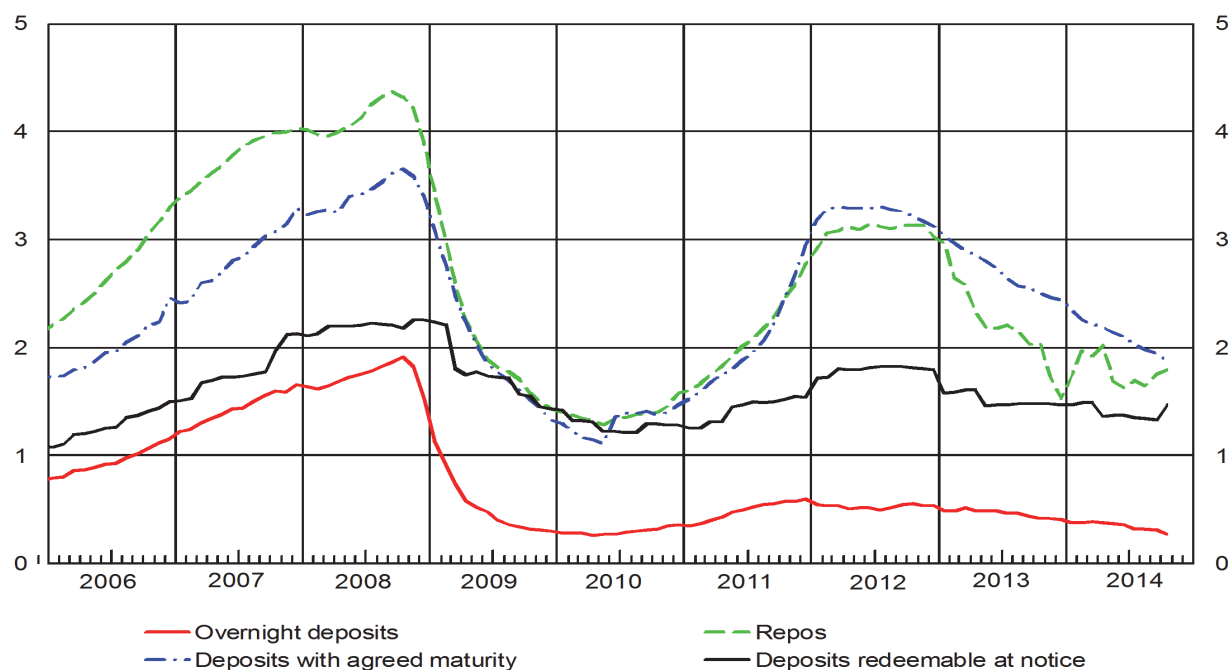 5 5
4 4
3 3
2 2
1 1
0 0
2006 2007 2008 2009 2010 2011 2012 2013 2014
Overnight deposits Repos
Deposits with agreed maturity Deposits redeemable at notice